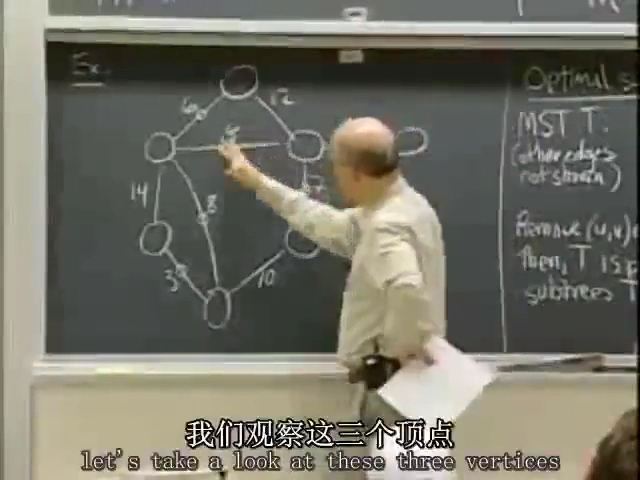 Ex.
6
12
5
14
8
7
3
10
Optimal s
MST T:
(other edges
not shown)
Remove (u,v)
then, T is p
subtrees T
我们观察这三个顶点
let's take a look at these three vertices